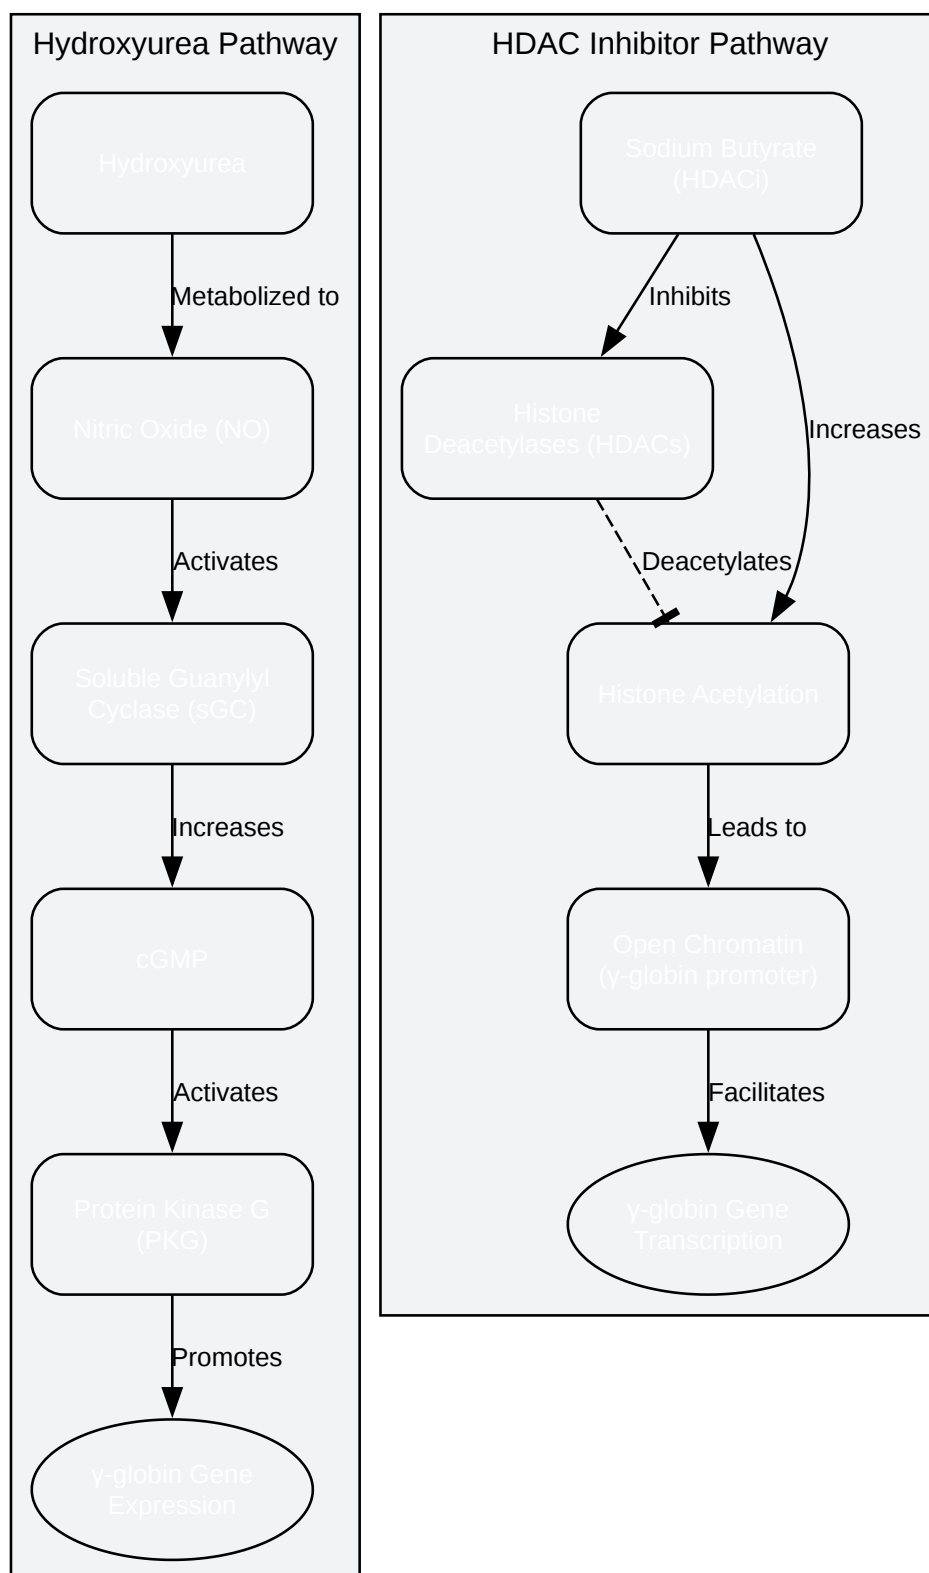 Hydroxyurea Pathway
Hydroxyurea
Metabolized to
Nitric Oxide (NO)
Activates
Soluble Guanylyl
Cyclase (sGC)
Increases
cGMP
Activates
Protein Kinase G
(PKG)
Promotes
γ-globin Gene
Expression
HDAC Inhibitor Pathway
Sodium Butyrate
(HDACi)
Inhibits
Histone
Deacetylases (HDACs)
Increases
Deacetylates
Histone Acetylation
Leads to
Open Chromatin
(γ-globin promoter)
Facilitates
γ-globin Gene
Transcription